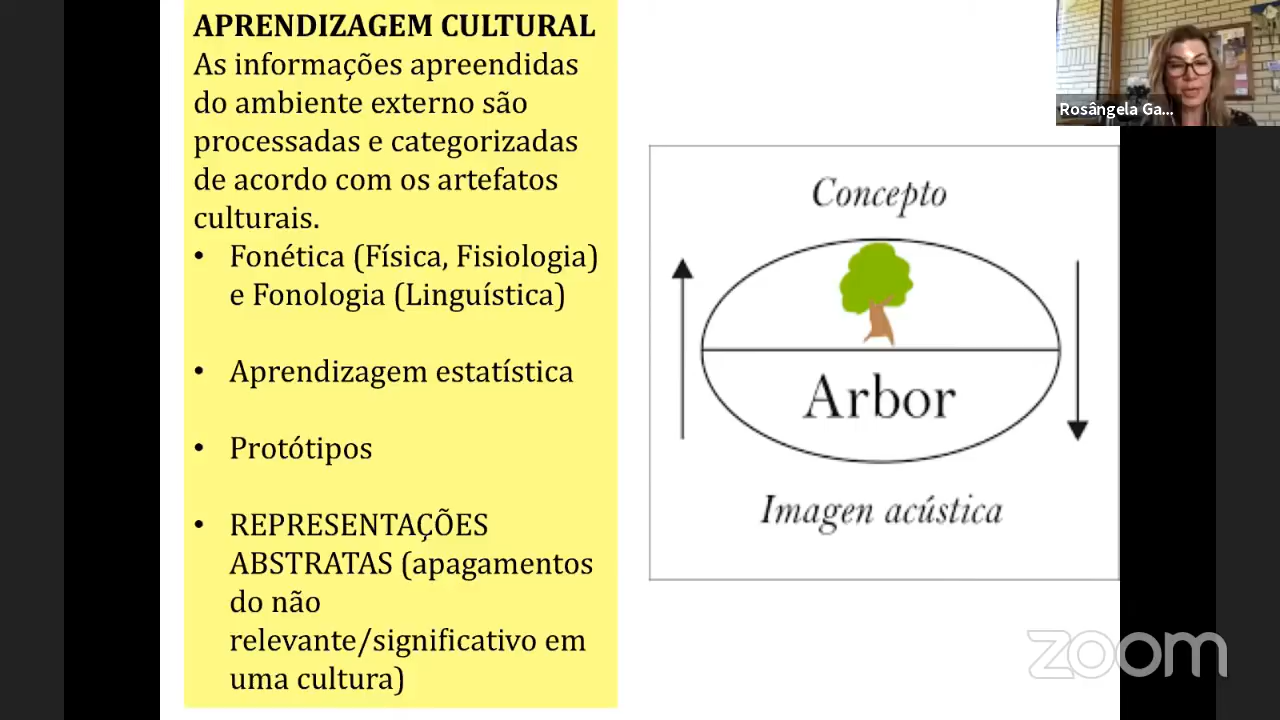 APRENDIZAGEM CULTURAL
As informações apreendidas
do ambiente externo são
processadas e categorizadas
de acordo com os artefatos
culturais.
• Fonética (Física, Fisiologia)
e Fonologia (Linguística)
• Aprendizagem estatística
• Protótipos
• REPRESENTAÇÕES
ABSTRATAS (apagamentos
do não
relevante/significativo em
uma cultura)
Concepto
Arbor
Imagen acústica
Rosângela Ga...
zoom